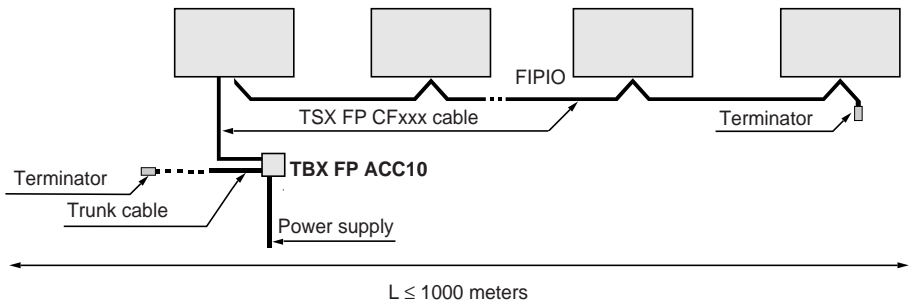 FIPIO
TSX FP CFxxx cable
Terminator
TBX FP ACC10
Terminator
Trunk cable
Power supply
L ≤ 1000 meters